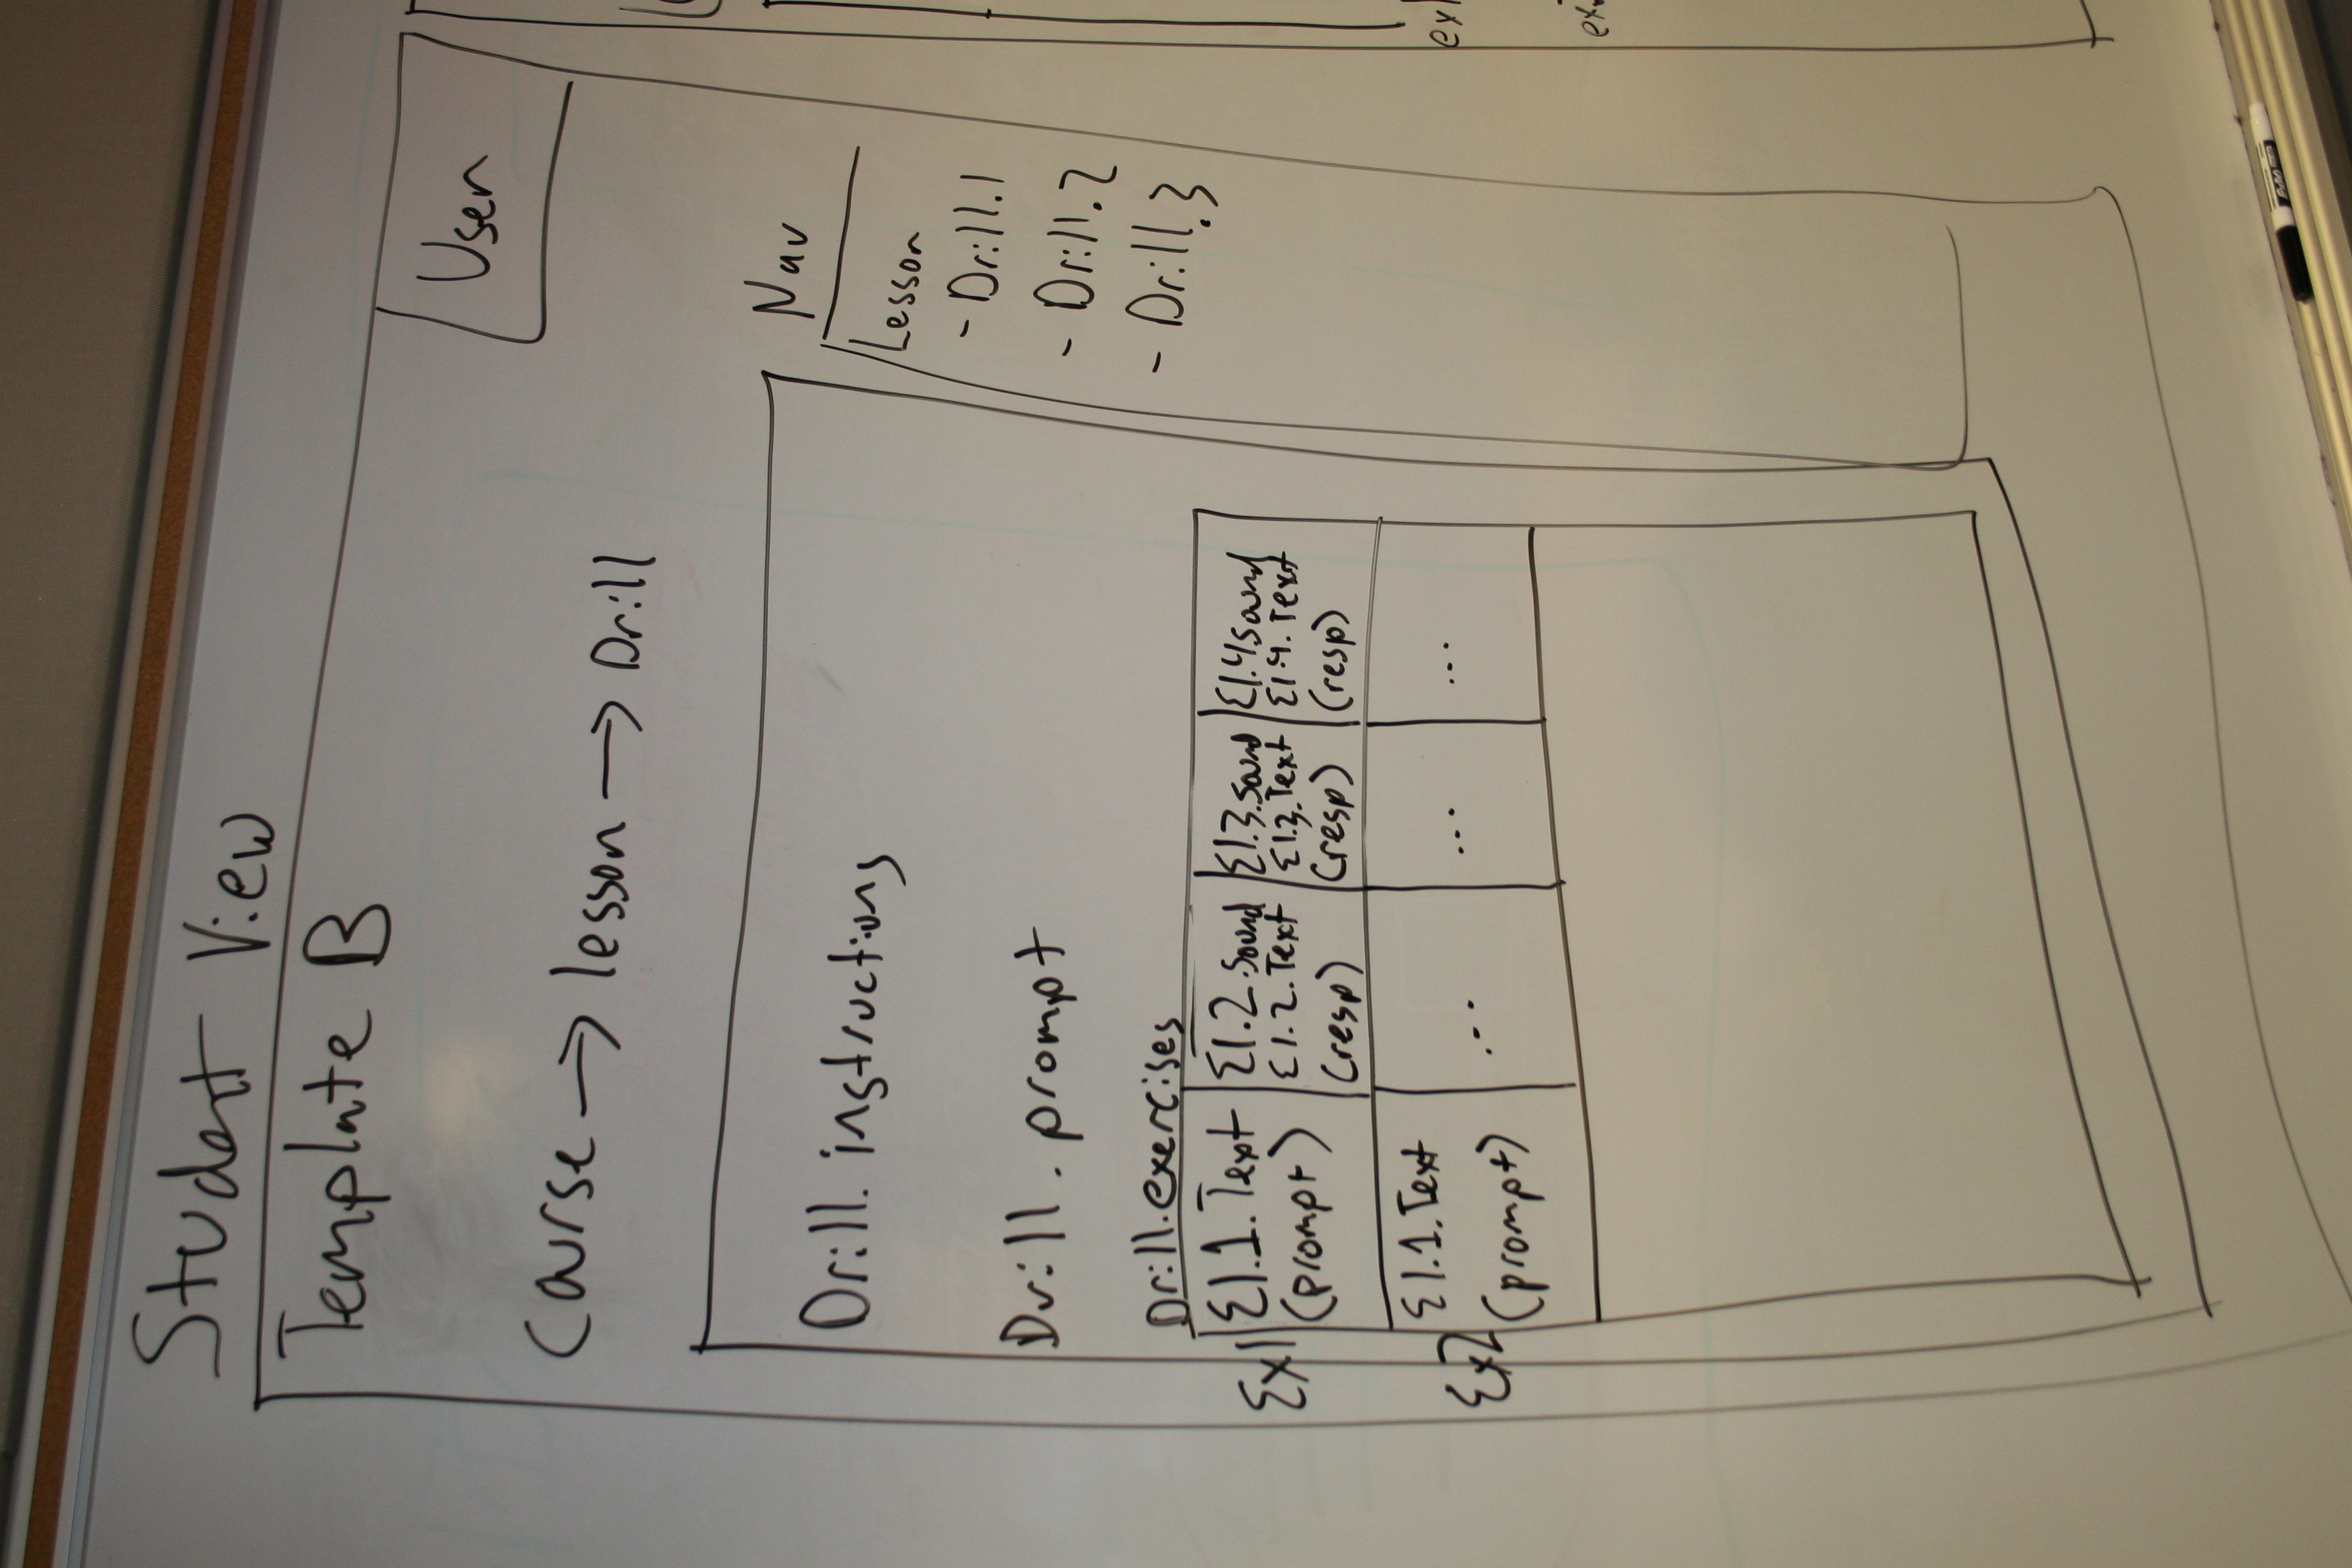 Student View
Template B
User
Course → lesson → Drill
Nav
Drill. instructions
Lesson
- Drill.1
Drill. prompt
- Drill.2
- Drill.3
Drill.exercises
Ex1
E1.1. Text
(prompt)
E1.2.sound
E1.2.Text
(resp)
E1.3.sound
E1.3.Text
(resp)
E1.4.sound
E1.4.Text
(resp)
Ex2
E1.1.Text
(prompt)
...
...
...
ex1
EXPO